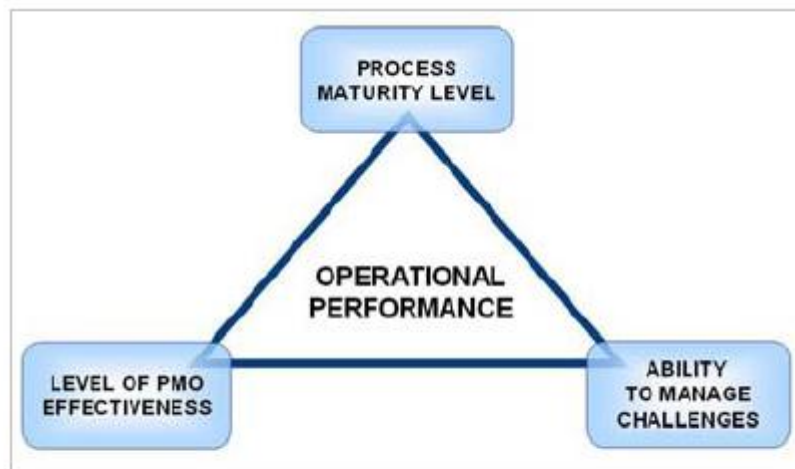 PROCESS
MATURITY LEVEL
OPERATIONAL
PERFORMANCE
LEVEL OF PMO
EFFECTIVENESS
ABILITY
TO MANAGE
CHALLENGES